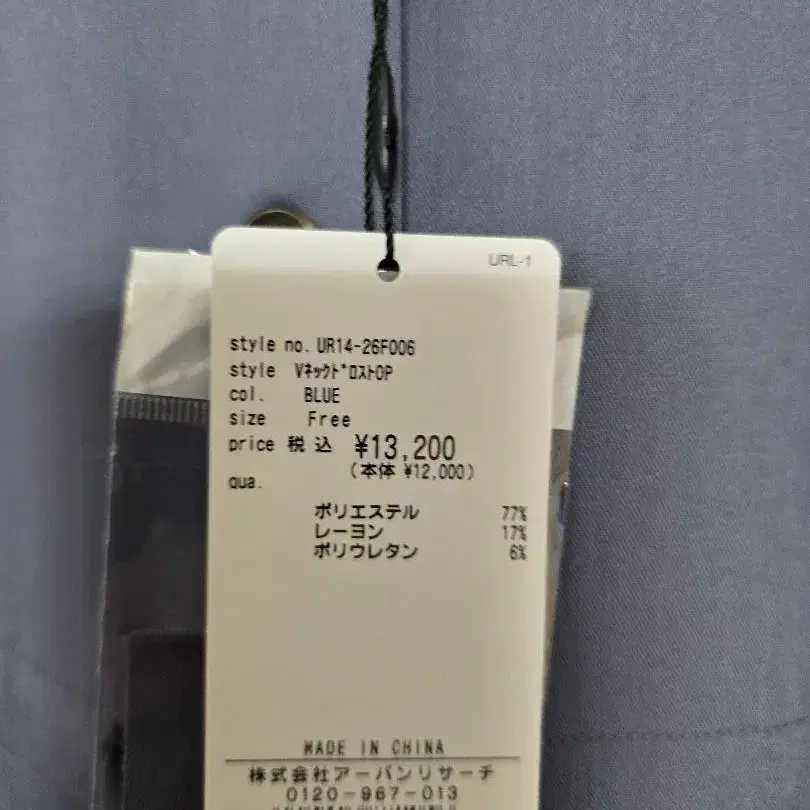 URL-1
style no. UR14-26F006
style VﾈｯｸﾄﾞﾛｽﾄOP
col. BLUE
size Free
price 税込 ¥13,200
(本体 ¥12,000)
qua.
ポリエステル 77%
レーヨン 17%
ポリウレタン 6%
MADE IN CHINA
株式会社アーバンリサーチ
0120-967-013